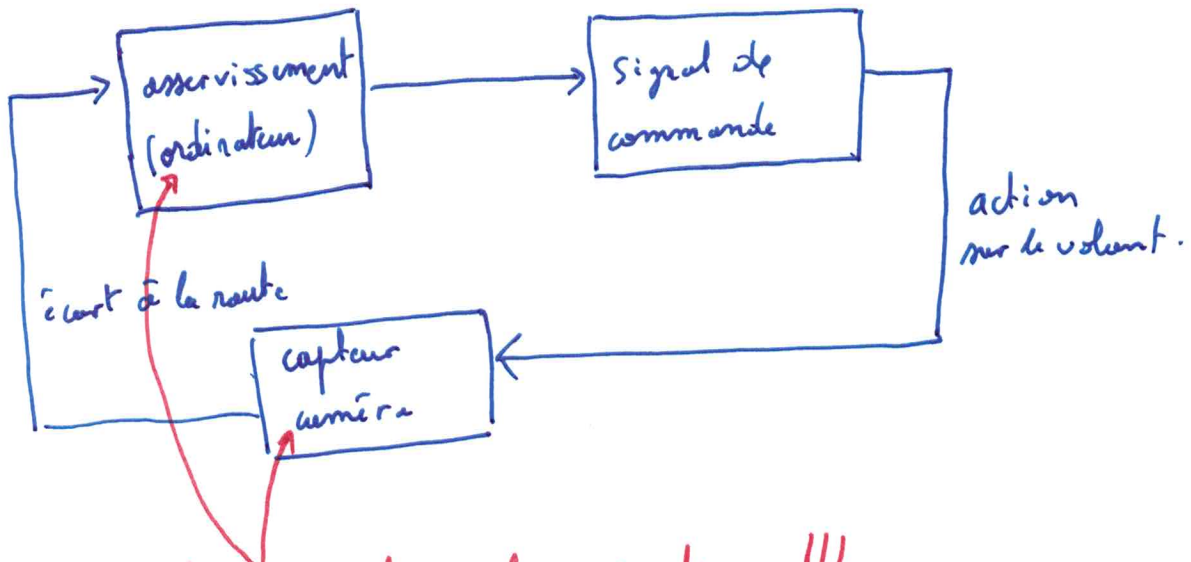 asservissement
(ordinateur)
signal de
commande
action
sur le volant.
écart à la route
capteur
caméra
!!!